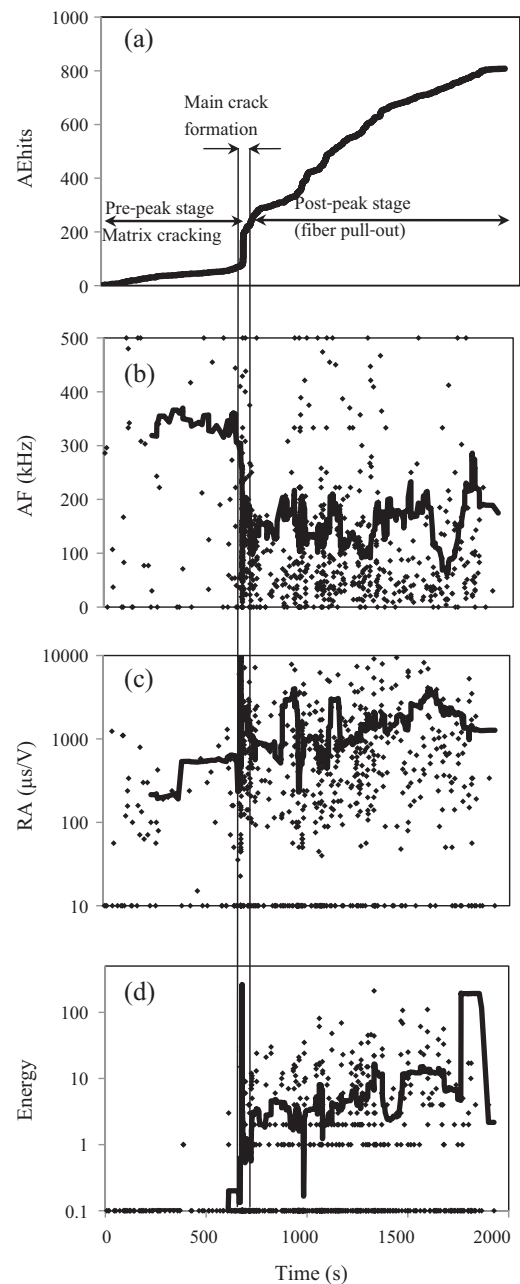 (a)
1000
800
600
400
200
0
AEhits
Main crack
formation
Pre-peak stage
Matrix cracking
Post-peak stage
(fiber pull-out)
(b)
500
400
300
200
100
0
AF (kHz)
(c)
10000
1000
100
10
RA (µs/V)
(d)
100
10
1
0.1
Energy
0 500 1000 1500 2000
Time (s)